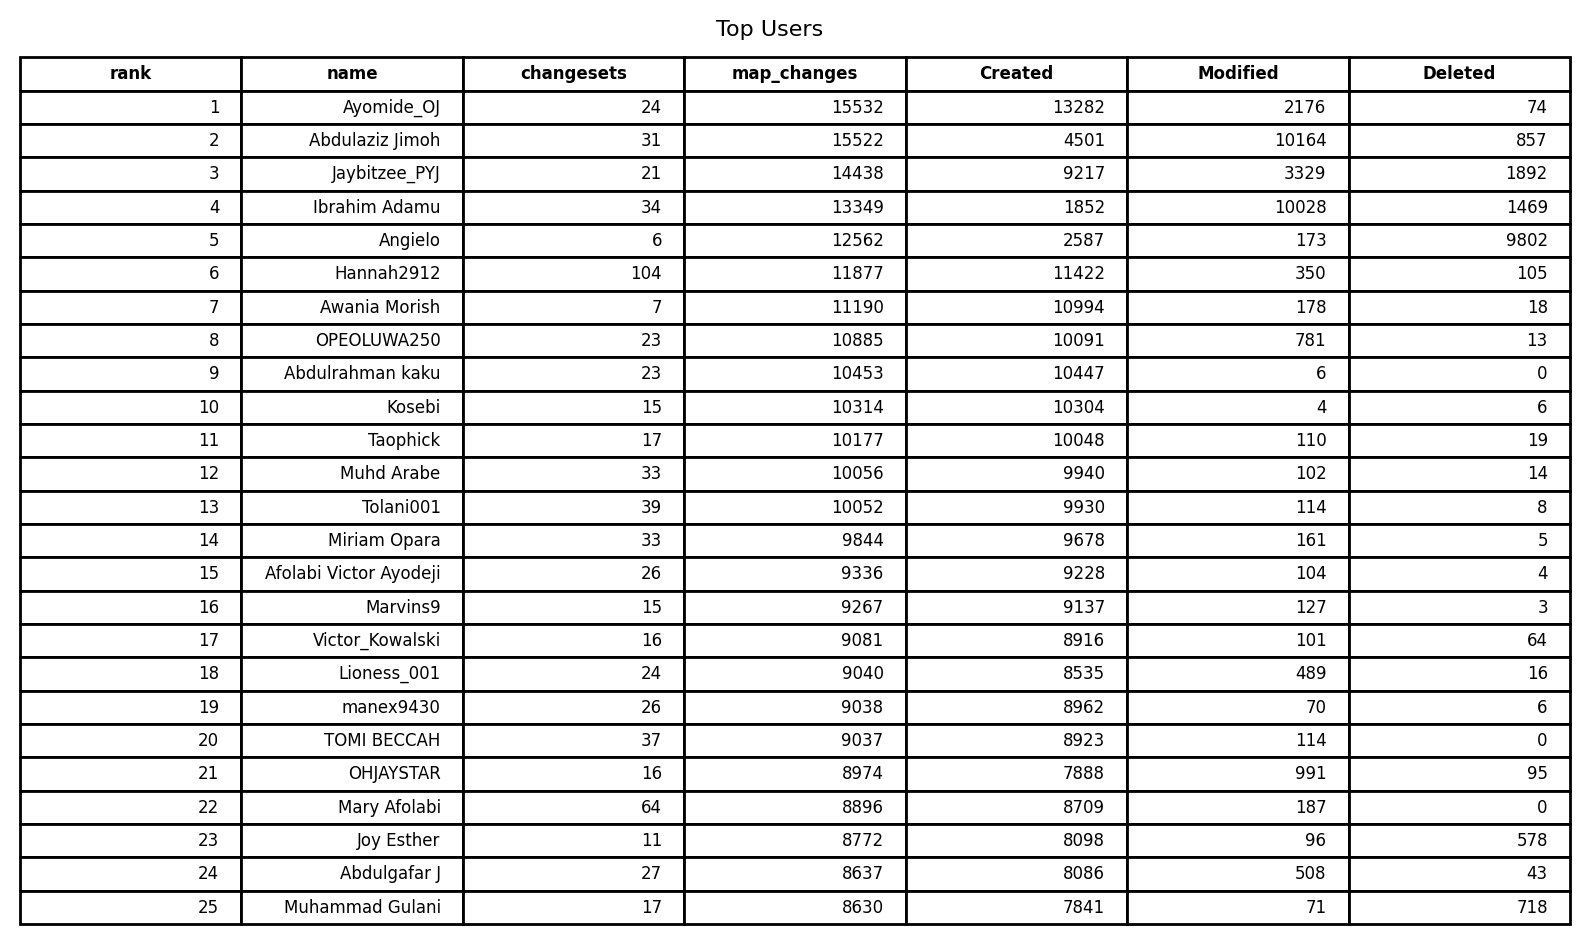 Top Users
rank name changesets map_changes Created Modified Deleted
1 Ayomide_OJ 24 15532 13282 2176 74
2 Abdulaziz Jimoh 31 15522 4501 10164 857
3 Jaybitzee_PYJ 21 14438 9217 3329 1892
4 Ibrahim Adamu 34 13349 1852 10028 1469
5 Angielo 6 12562 2587 173 9802
6 Hannah2912 104 11877 11422 350 105
7 Awania Morish 7 11190 10994 178 18
8 OPEOLUWA250 23 10885 10091 781 13
9 Abdulrahman kaku 23 10453 10447 6 0
10 Kosebi 15 10314 10304 4 6
11 Taophick 17 10177 10048 110 19
12 Muhd Arabe 33 10056 9940 102 14
13 Tolani001 39 10052 9930 114 8
14 Miriam Opara 33 9844 9678 161 5
15 Afolabi Victor Ayodeji 26 9336 9228 104 4
16 Marvins9 15 9267 9137 127 3
17 Victor_Kowalski 16 9081 8916 101 64
18 Lioness_001 24 9040 8535 489 16
19 manex9430 26 9038 8962 70 6
20 TOMI BECCAH 37 9037 8923 114 0
21 OHJAYSTAR 16 8974 7888 991 95
22 Mary Afolabi 64 8896 8709 187 0
23 Joy Esther 11 8772 8098 96 578
24 Abdulgafar J 27 8637 8086 508 43
25 Muhammad Gulani 17 8630 7841 71 718